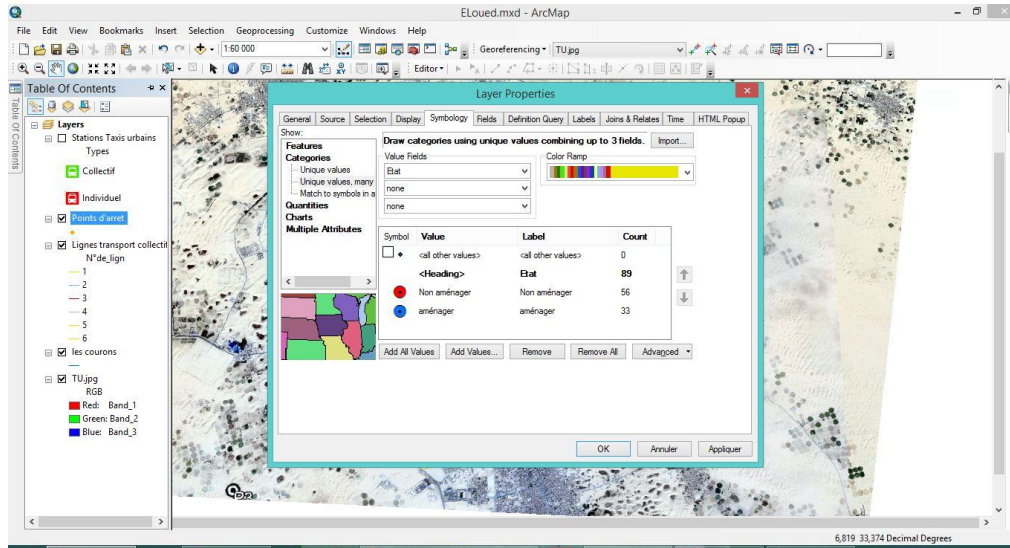 ELoued.mxd - ArcMap
File Edit View Bookmarks Insert Selection Geoprocessing Customize Windows Help
1:60 000 Georeferencing TU.jpg
Editor
Table Of Contents
Table Of Contents
Layers
Stations Taxis urbains
Types
Collectif
Individuel
Points d'arret
Lignes transport collectif
N°de_lign
1
2
3
4
5
6
les courons
TU.jpg
RGB
Red: Band_1
Green: Band_2
Blue: Band_3
Layer Properties
General Source Selection Display Symbology Fields Definition Query Labels Joins & Relates Time HTML Popup
Show:
Features
Categories
Unique values
Unique values, many
Match to symbols in a
Quantities
Charts
Multiple Attributes
Draw categories using unique values combining up to 3 fields. Import...
Value Fields Color Ramp
Etat
none
none
Symbol Value Label Count
<all other values> <all other values> 0
<Heading> Etat 89
Non aménager Non aménager 56
aménager aménager 33
Add All Values Add Values... Remove Remove All Advanced
OK Annuler Appliquer
6,819 33,374 Decimal Degrees